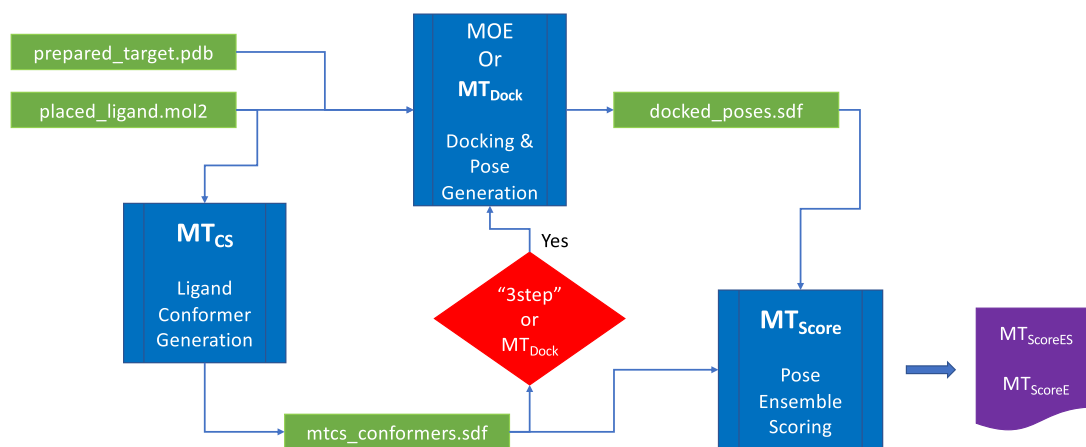 prepared_target.pdb
placed_ligand.mol2
MOE
Or
MTDock
Docking &
Pose
Generation
docked_poses.sdf
MTCS
Ligand
Conformer
Generation
Yes
“3step”
or
MTDock
mtcs_conformers.sdf
MTScore
Pose
Ensemble
Scoring
MTScoreES
MTScoreE